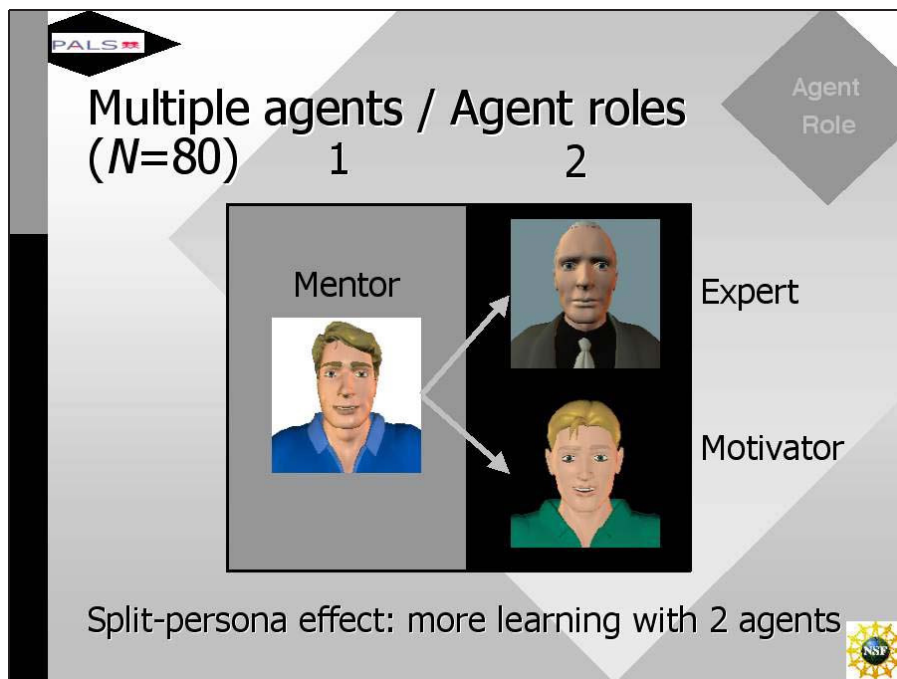 PALS
Agent
Role
Multiple agents / Agent roles
(N=80) 1 2
Mentor
Expert
Motivator
Split-persona effect: more learning with 2 agents
NSF